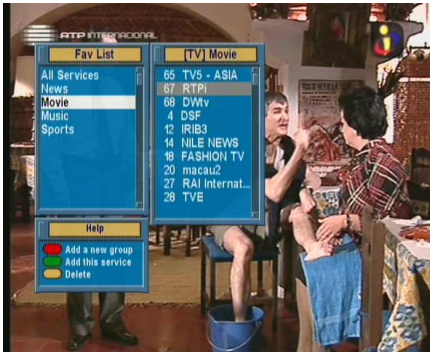 RTP INTERNACIONAL
Fav List
All Services
News
Movie
Music
Sports
[TV] Movie
65 TV5 - ASIA
67 RTPi
68 DWtv
4 DSF
12 IRIB3
14 NILE NEWS
18 FASHION TV
20 macau2
27 RAI Internat...
28 TVE
Help
Add a new group
Add this service
Delete